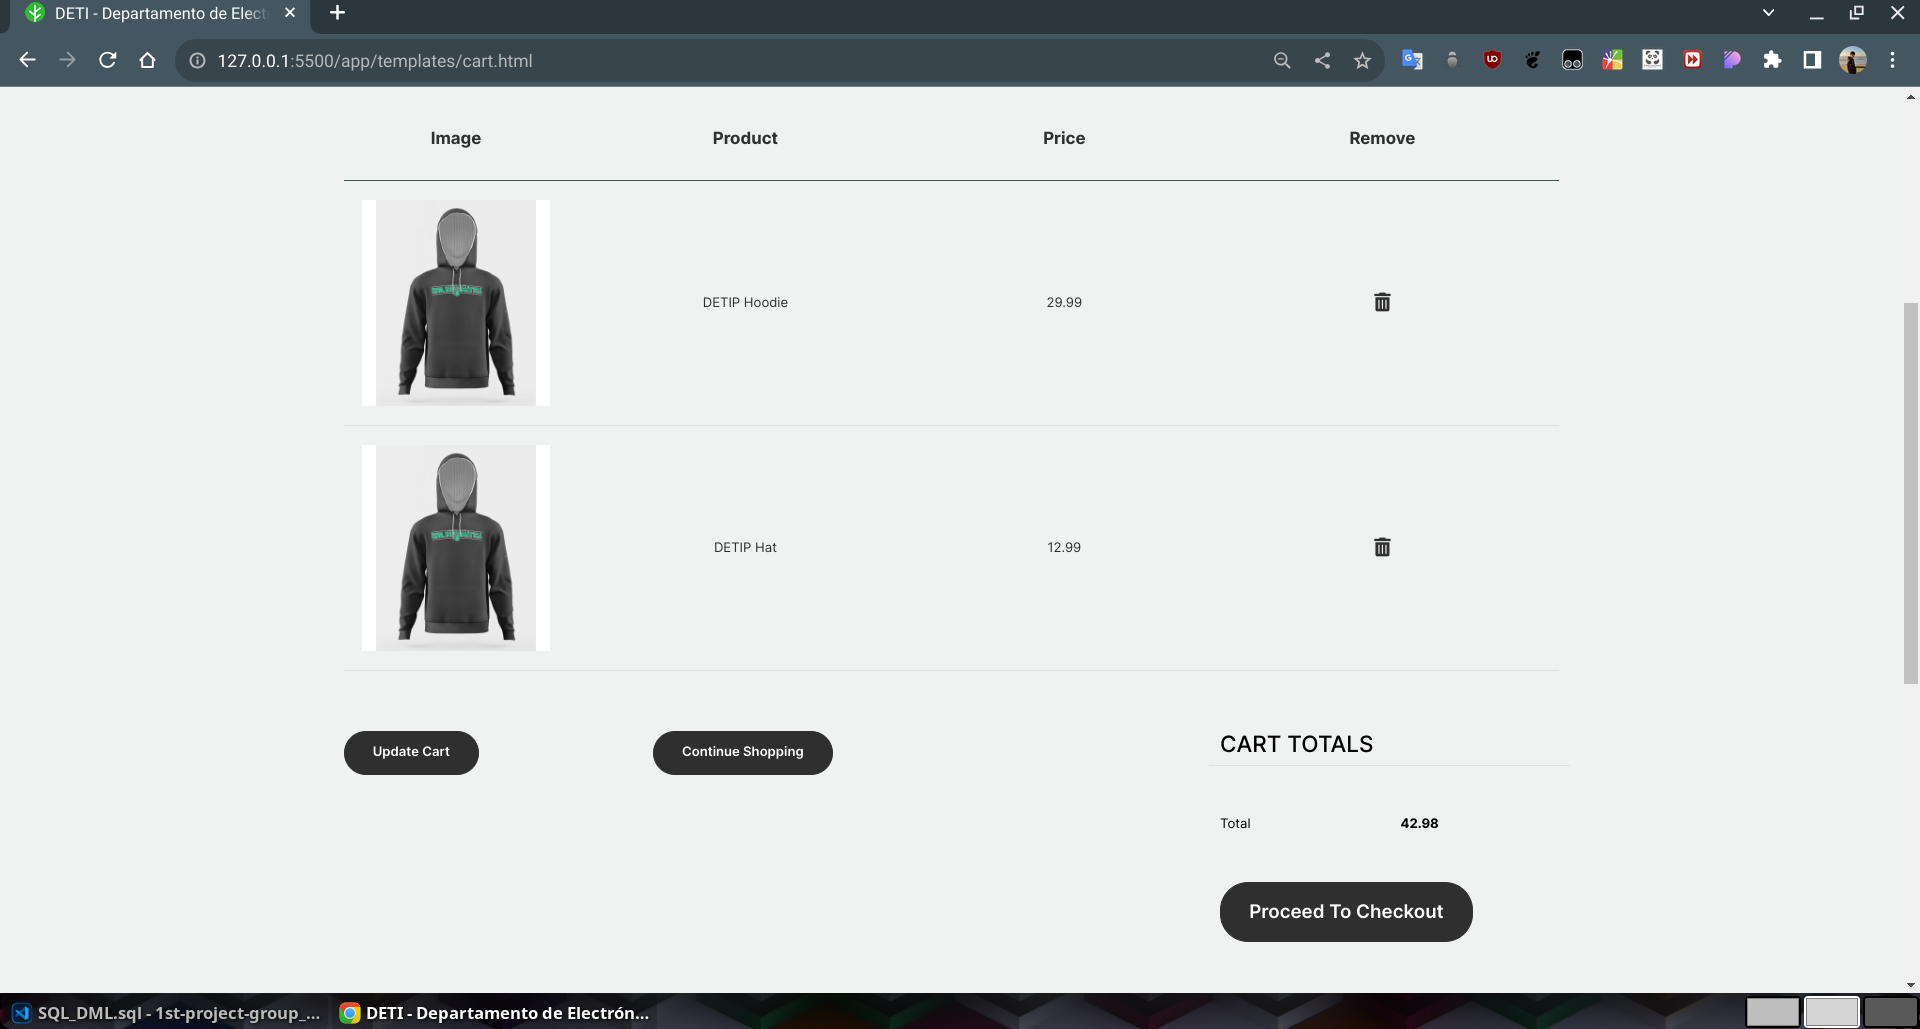 DETI - Departamento de Elect
127.0.0.1:5500/app/templates/cart.html
Image Product Price Remove
DETIP Hoodie 29.99
DETIP Hat 12.99
Update Cart Continue Shopping CART TOTALS
Total 42.98
Proceed To Checkout
SQL_DML.sql - 1st-project-group_... DETI - Departamento de Electrón...